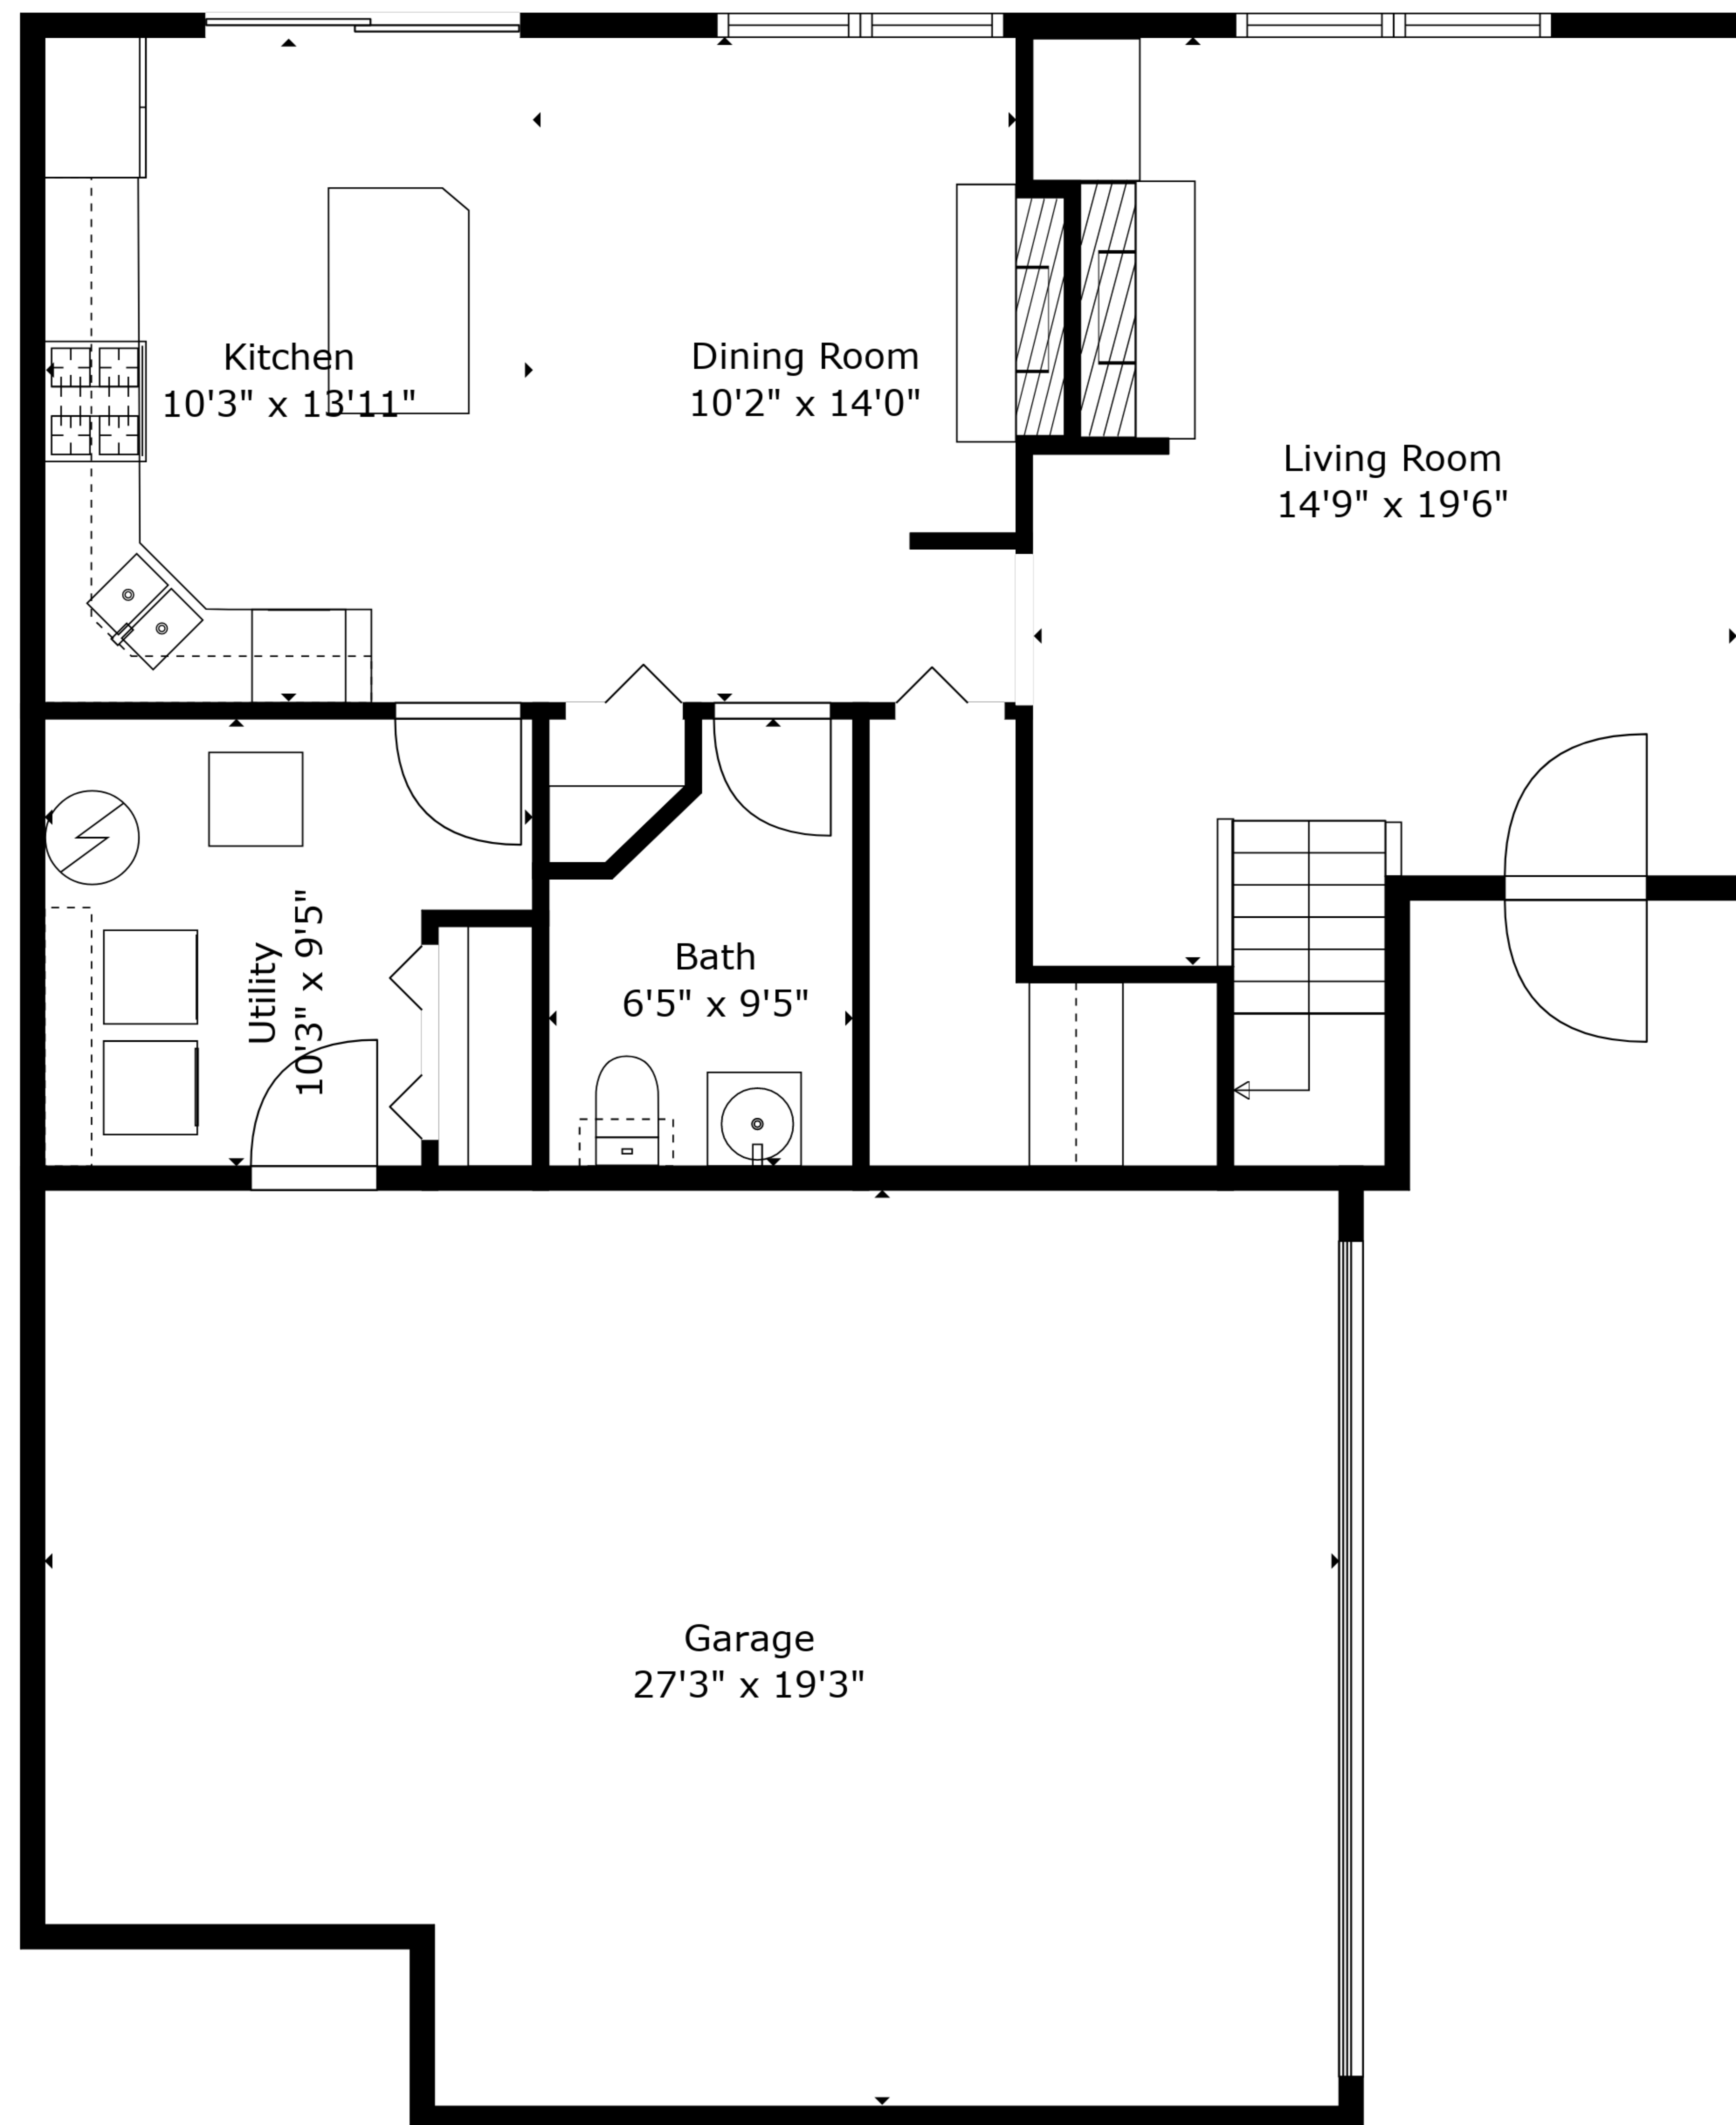 Kitchen
10'3" x 13'11"
Dining Room
10'2" x 14'0"
Living Room
14'9" x 19'6"
Utility
10'3" x 9'5"
Bath
6'5" x 9'5"
Garage
27'3" x 19'3"